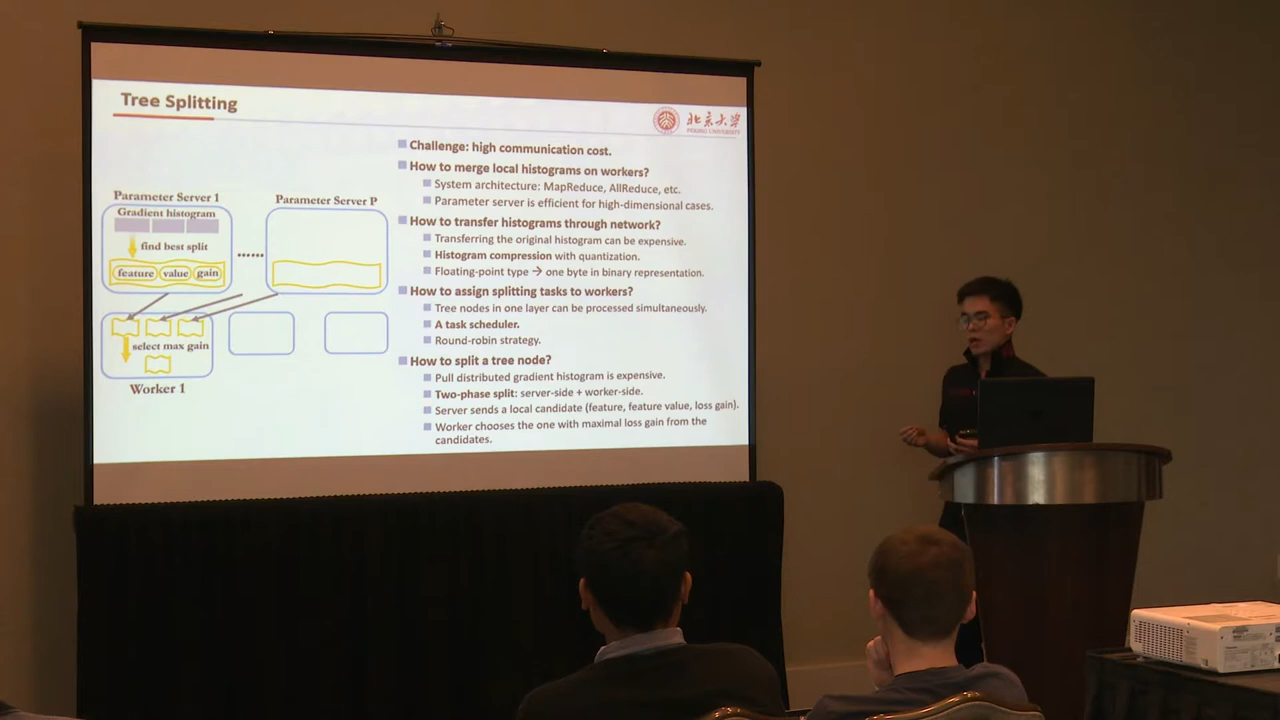 Tree Splitting
北京大学
PEKING UNIVERSITY
Parameter Server 1
Gradient histogram
find best split
feature value gain
......
Parameter Server P
select max gain
Worker 1
Challenge: high communication cost.
How to merge local histograms on workers?
System architecture: MapReduce, AllReduce, etc.
Parameter server is efficient for high-dimensional cases.
How to transfer histograms through network?
Transferring the original histogram can be expensive.
Histogram compression with quantization.
Floating-point type → one byte in binary representation.
How to assign splitting tasks to workers?
Tree nodes in one layer can be processed simultaneously.
A task scheduler.
Round-robin strategy.
How to split a tree node?
Pull distributed gradient histogram is expensive.
Two-phase split: server-side + worker-side.
Server sends a local candidate (feature, feature value, loss gain).
Worker chooses the one with maximal loss gain from the
candidates.